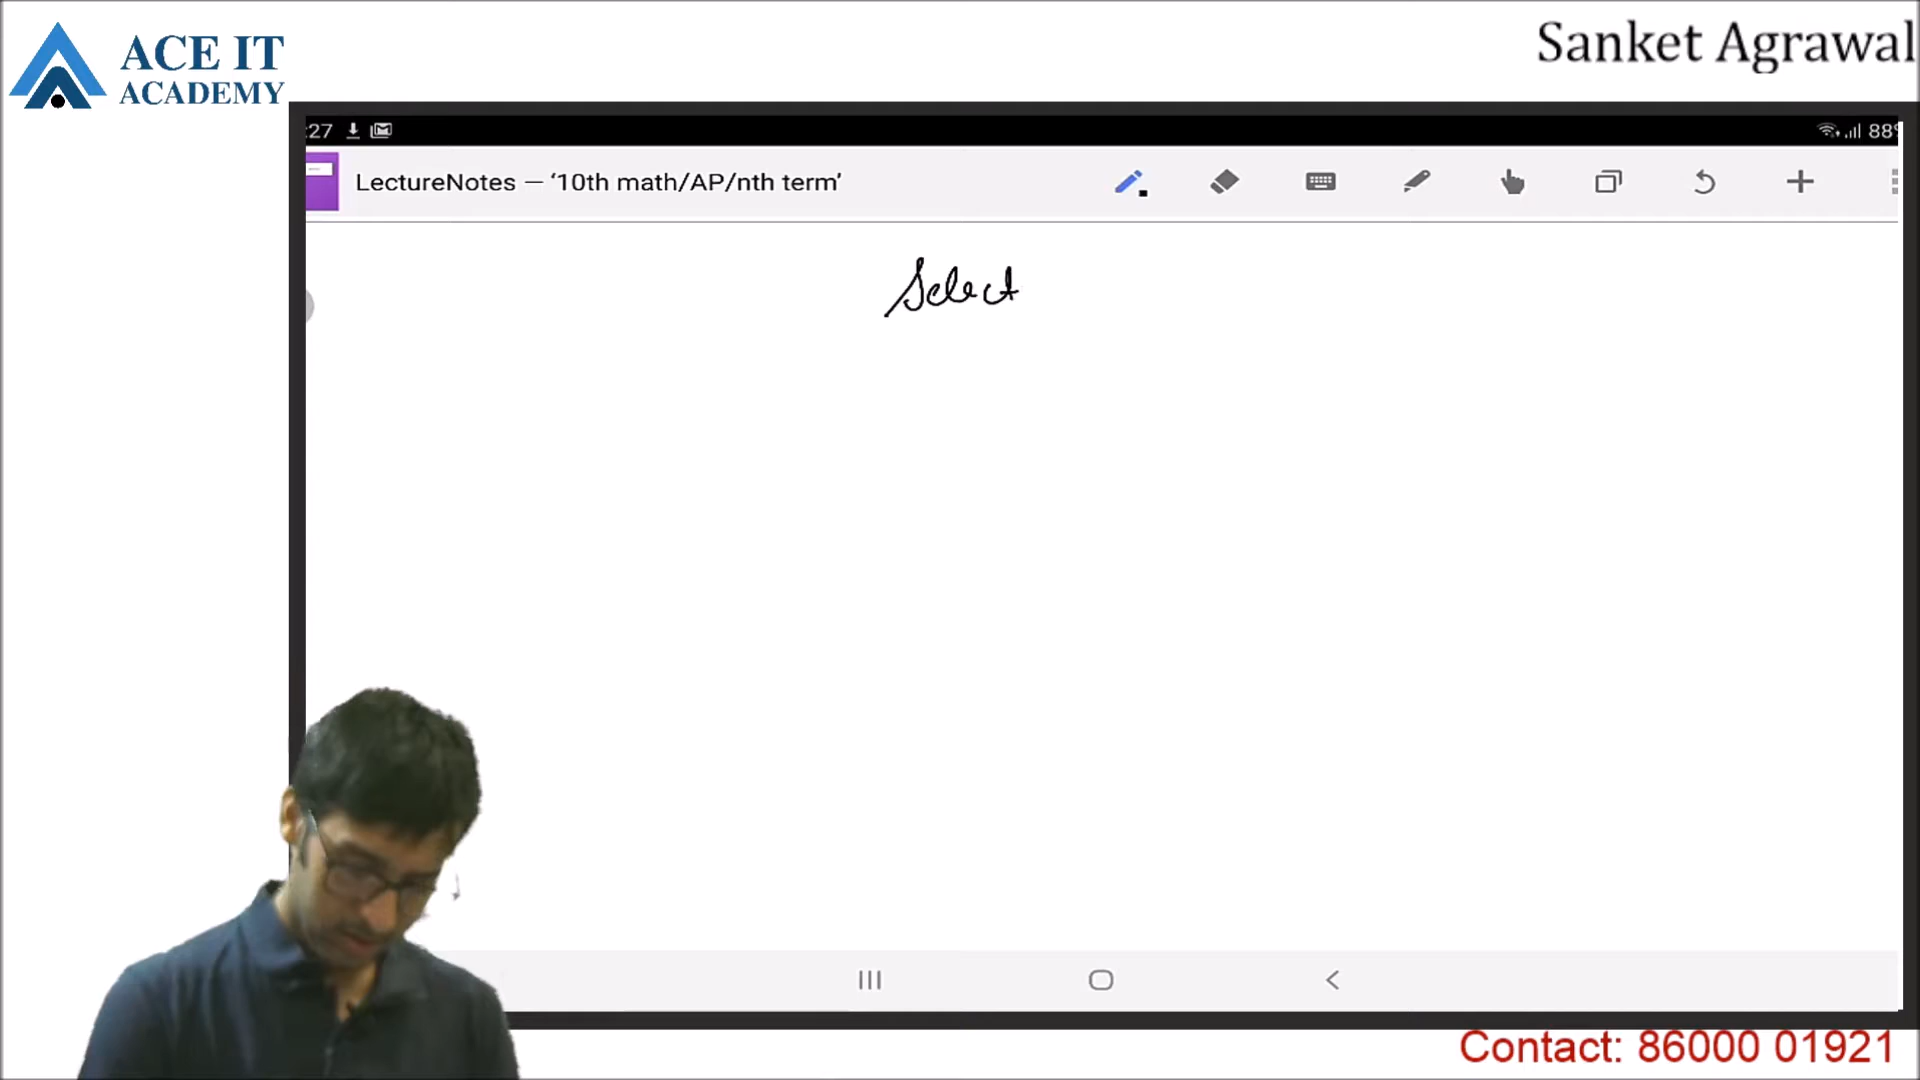 ACE IT
ACADEMY
Sanket Agrawal
:27
88%
LectureNotes — ‘10th math/AP/nth term’
Select
Contact: 86000 01921